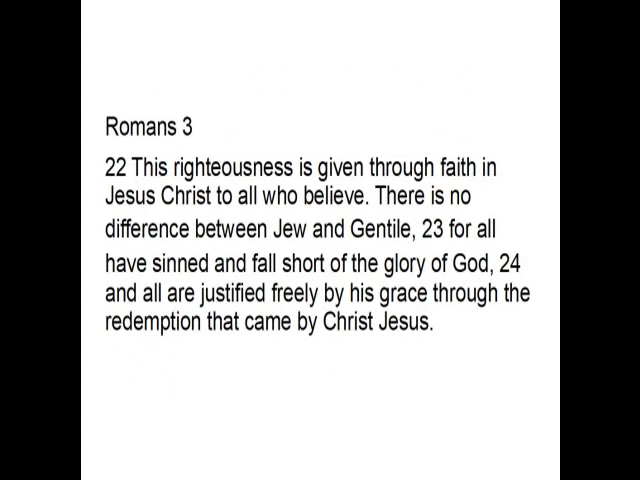 Romans 3
22 This righteousness is given through faith in
Jesus Christ to all who believe. There is no
difference between Jew and Gentile, 23 for all
have sinned and fall short of the glory of God, 24
and all are justified freely by his grace through the
redemption that came by Christ Jesus.